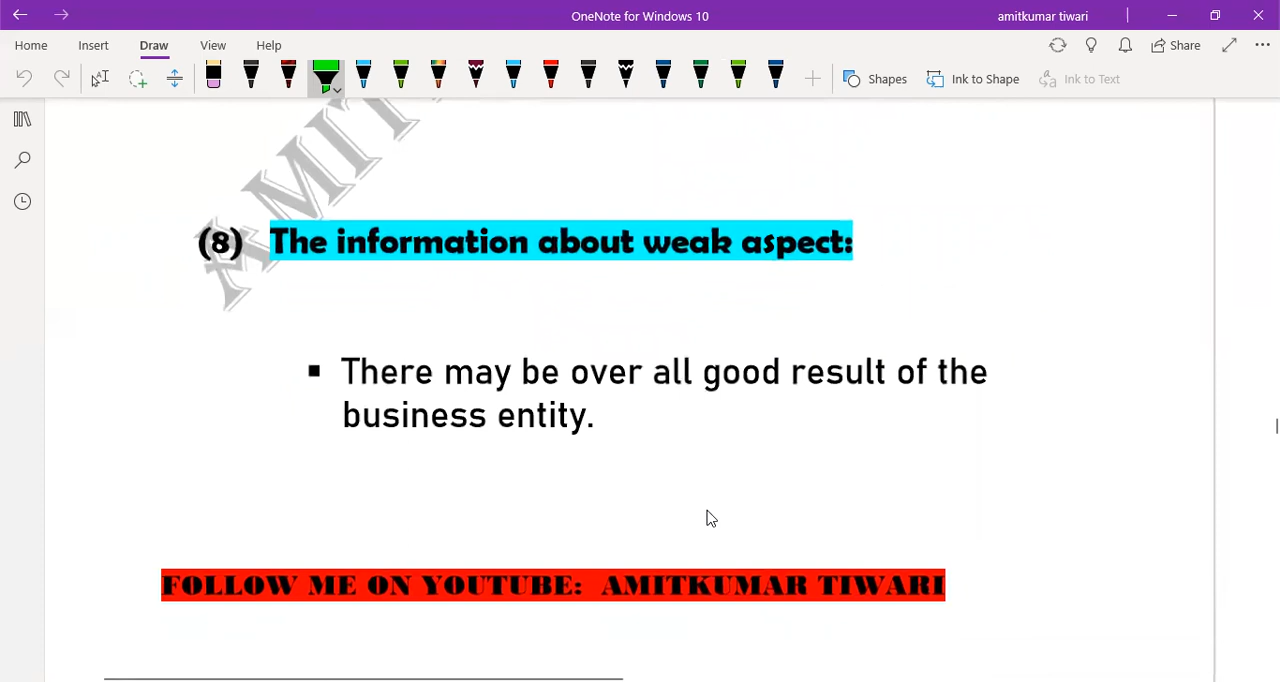 OneNote for Windows 10
amitkumar tiwari
Home Insert Draw View Help
Share
Shapes
Ink to Shape
Ink to Text
AMIT
(8) The information about weak aspect:
▪ There may be over all good result of the
business entity.
FOLLOW ME ON YOUTUBE: AMITKUMAR TIWARI